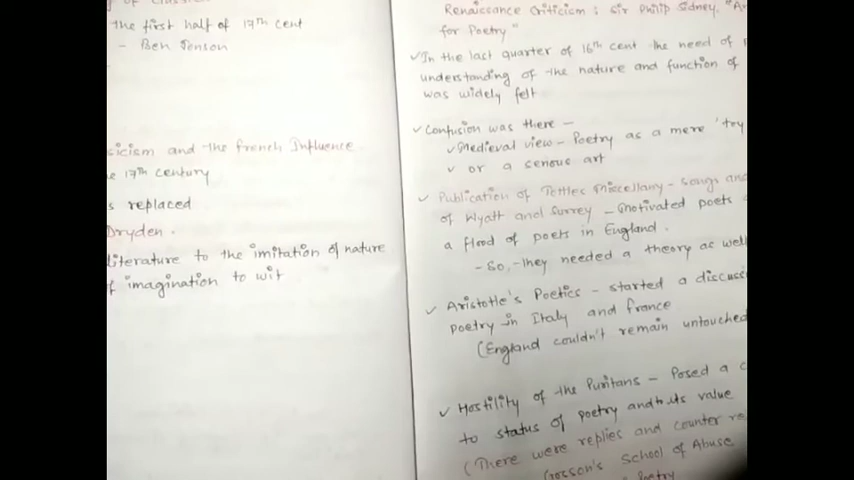 the first half of 17th cent
- Ben Jonson
and the French Influence
17th century
replaced
Dryden.
literature to the imitation of nature
imagination to wit
Renaissance Criticism: Sir Philip Sidney.
for Poetry"
✓In the last quarter of 16th cent the need of
understanding of the nature and function of
was widely felt
✓ Confusion was there -
✓Medieval view - Poetry as a mere 'toy
✓ or a serious art
✓ Publication of Tottles Miscellany - songs and
of Wyatt and Surrey - motivated poets
a flood of poets in England.
- So, they needed a theory as well
✓ Aristotle's Poetics - started a
poetry in Italy and france
(England couldn't remain untouched
✓ Hostility of the Puritans - Posed a
to status of poetry and to its value
(There were replies and counter
School of Abuse